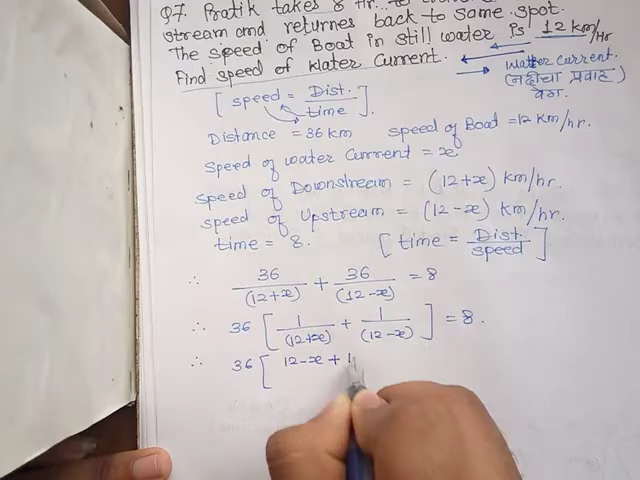 Q7. Pratik takes 8 Hr. to
stream and returnes back to same spot.
The speed of Boat in still water is 12 km/Hr
Find speed of water current.
water current.
(नदीचा प्रवाह)
वेग.
[speed = Dist./time].
Distance = 36 km speed of Boat = 12 km/hr.
speed of water current = x
speed of Downstream = (12+x) km/hr.
speed of Upstream = (12-x) km/hr.
time = 8. [time = Dist./speed]
∴ 36/(12+x) + 36/(12-x) = 8
∴ 36 [1/(12+x) + 1/(12-x)] = 8.
∴ 36 [12-x+1